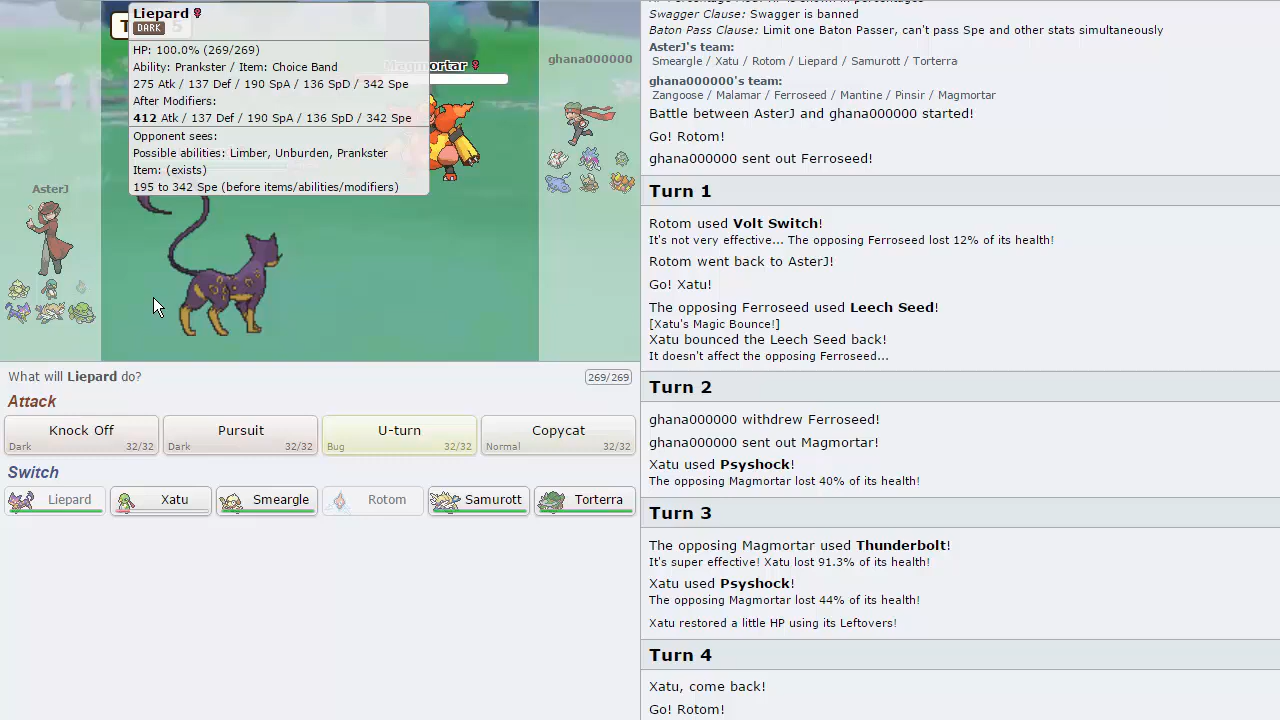 Liepard
DARK
HP: 100.0% (269/269)
Ability: Prankster / Item: Choice Band
275 Atk / 137 Def / 190 SpA / 136 SpD / 342 Spe
After Modifiers:
412 Atk / 137 Def / 190 SpA / 136 SpD / 342 Spe
Opponent sees:
Possible abilities: Limber, Unburden, Prankster
Item: (exists)
195 to 342 Spe (before items/abilities/modifiers)
Magmortar
ghana000000
AsterJ
What will Liepard do?
269/269
Attack
Knock Off
Dark 32/32
Pursuit
Dark 32/32
U-turn
Bug 32/32
Copycat
Normal 32/32
Switch
Liepard Xatu Smeargle Rotom Samurott Torterra
Swagger Clause: Swagger is banned
Baton Pass Clause: Limit one Baton Passer, can't pass Spe and other stats simultaneously
AsterJ's team:
Smeargle / Xatu / Rotom / Liepard / Samurott / Torterra
ghana000000's team:
Zangoose / Malamar / Ferroseed / Mantine / Pinsir / Magmortar
Battle between AsterJ and ghana000000 started!
Go! Rotom!
ghana000000 sent out Ferroseed!
Turn 1
Rotom used Volt Switch!
It's not very effective... The opposing Ferroseed lost 12% of its health!
Rotom went back to AsterJ!
Go! Xatu!
The opposing Ferroseed used Leech Seed!
[Xatu's Magic Bounce!]
Xatu bounced the Leech Seed back!
It doesn't affect the opposing Ferroseed...
Turn 2
ghana000000 withdrew Ferroseed!
ghana000000 sent out Magmortar!
Xatu used Psyshock!
The opposing Magmortar lost 40% of its health!
Turn 3
The opposing Magmortar used Thunderbolt!
It's super effective! Xatu lost 91.3% of its health!
Xatu used Psyshock!
The opposing Magmortar lost 44% of its health!
Xatu restored a little HP using its Leftovers!
Turn 4
Xatu, come back!
Go! Rotom!